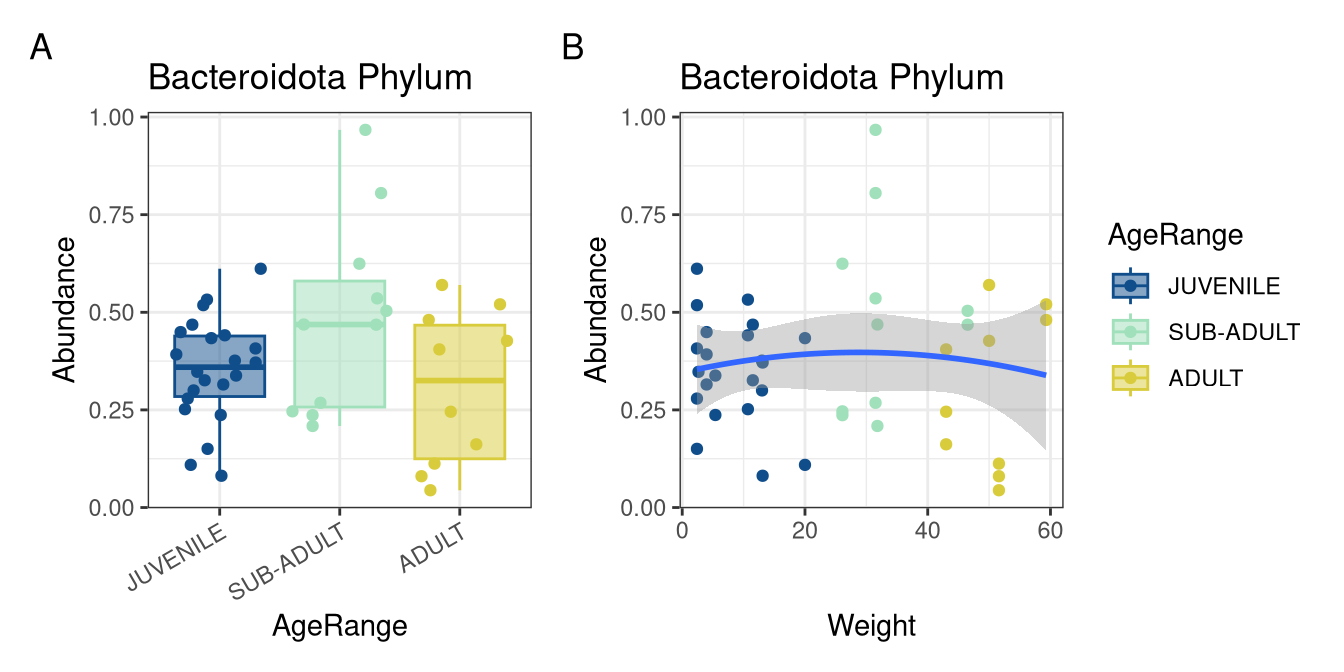 A
Bacteroidota Phylum
Abundance
1.00
0.75
0.50
0.25
0.00
JUVENILE
SUB-ADULT
ADULT
AgeRange
B
Bacteroidota Phylum
Abundance
1.00
0.75
0.50
0.25
0.00
0
20
40
60
Weight
AgeRange
JUVENILE
SUB-ADULT
ADULT